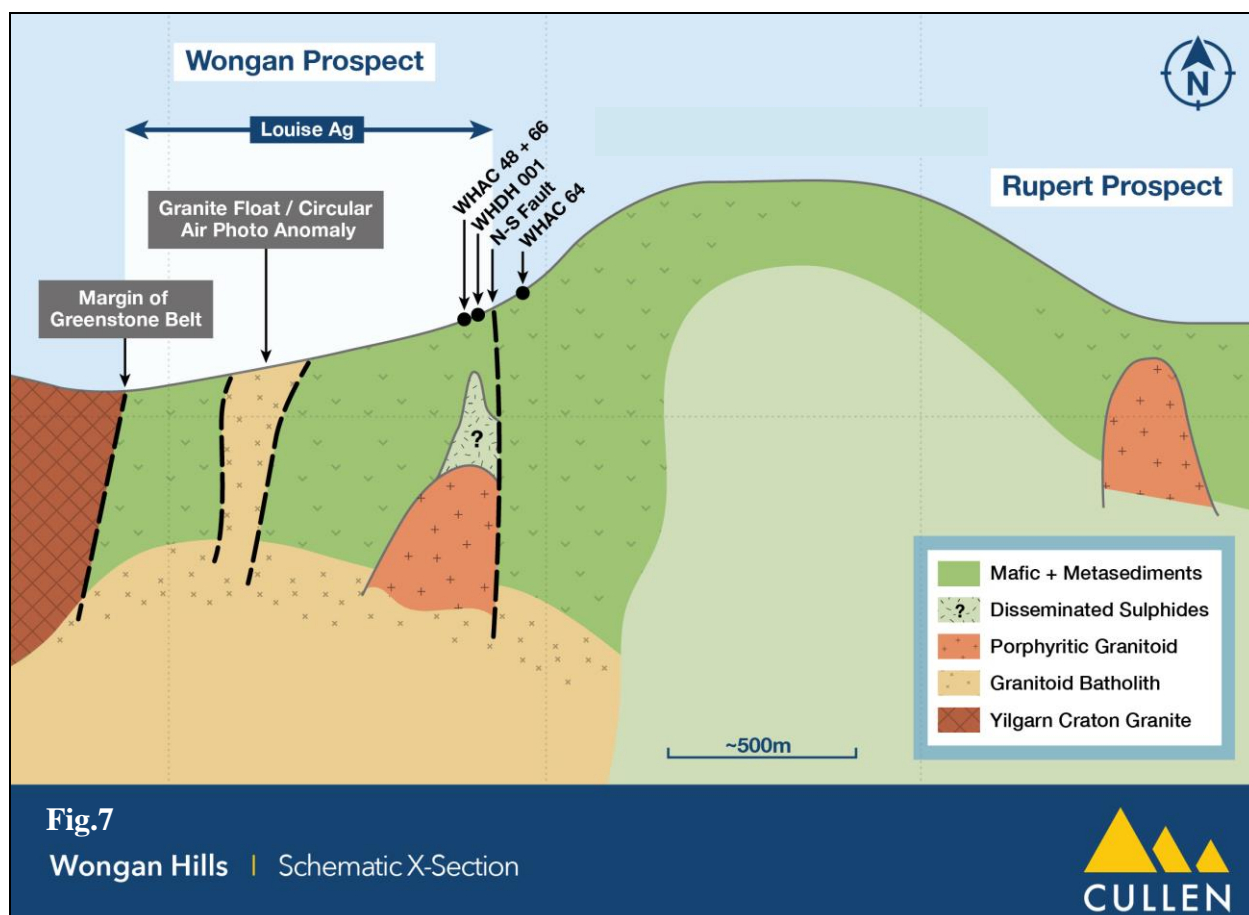 Wongan Prospect
N
Louise Ag
WHAC 48 + 66
WHDH 001
N-S Fault
WHAC 64
Rupert Prospect
Granite Float / Circular
Air Photo Anomaly
Margin of
Greenstone Belt
?
Mafic + Metasediments
? Disseminated Sulphides
Porphyritic Granitoid
Granitoid Batholith
Yilgarn Craton Granite
~500m
Fig.7
Wongan Hills | Schematic X-Section
CULLEN